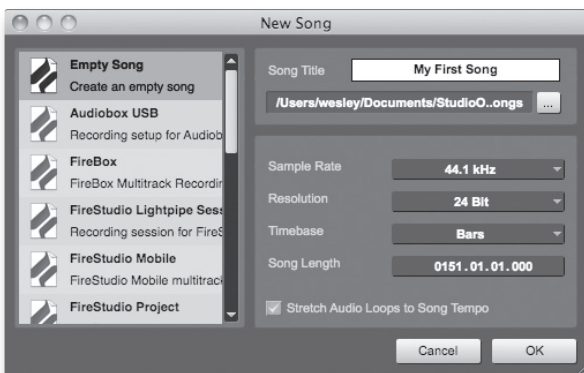 New Song
Empty Song
Create an empty song
Audiobox USB
Recording setup for Audiob
FireBox
FireBox Multitrack Recordin
FireStudio Lightpipe Sess
Recording session for FireS
FireStudio Mobile
FireStudio Mobile multitrack
FireStudio Project
Song Title
My First Song
/Users/wesley/Documents/StudioO..ongs
...
Sample Rate
44.1 kHz
Resolution
24 Bit
Timebase
Bars
Song Length
0151.01.01.000
Stretch Audio Loops to Song Tempo
Cancel
OK